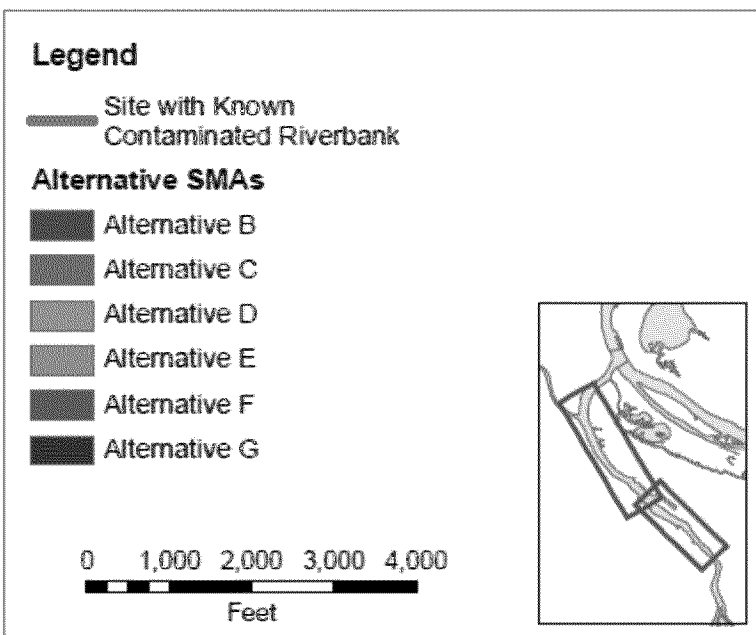 Legend
Site with Known
Contaminated Riverbank
Alternative SMAs
Alternative B
Alternative C
Alternative D
Alternative E
Alternative F
Alternative G
0 1,000 2,000 3,000 4,000
Feet